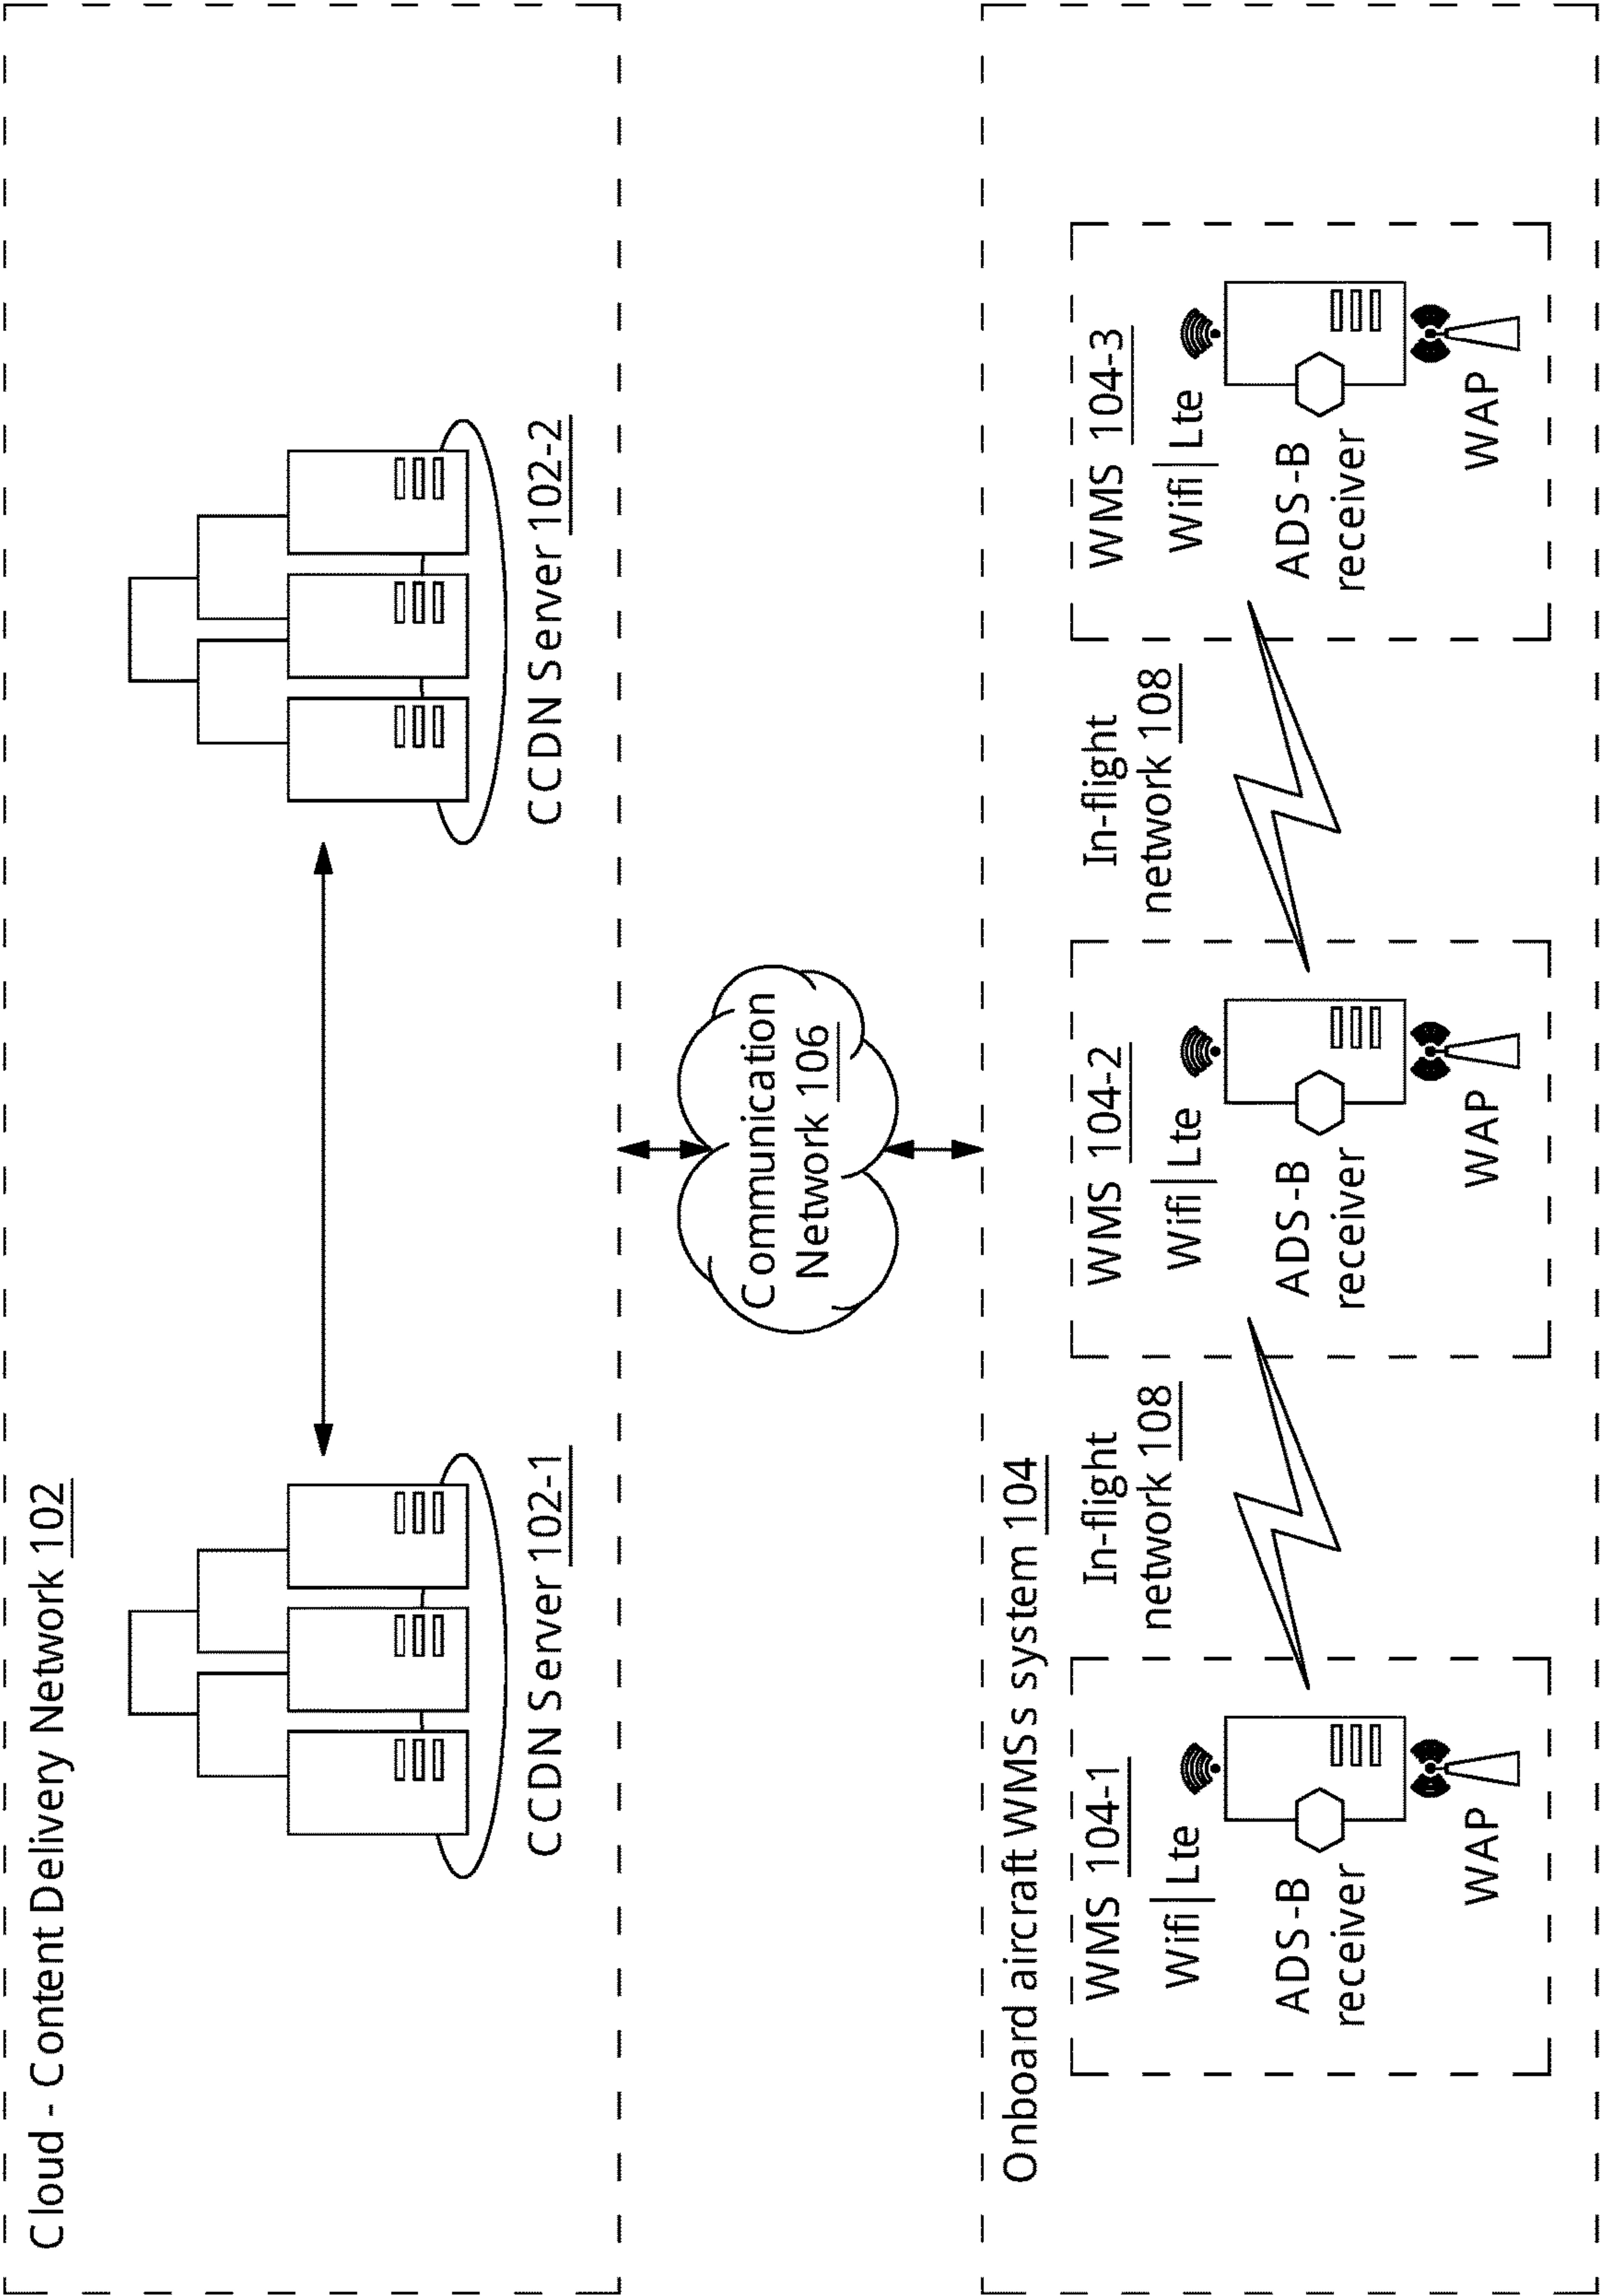 Cloud - Content Delivery Network 102
CCDN Server 102-1
CCDN Server 102-2
Communication
Network 106
Onboard aircraft WMSs system 104
WMS 104-1
Wifi|Lte
ADS-B
receiver
WAP
In-flight
network 108
WMS 104-2
Wifi|Lte
ADS-B
receiver
WAP
In-flight
network 108
WMS 104-3
Wifi|Lte
ADS-B
receiver
WAP